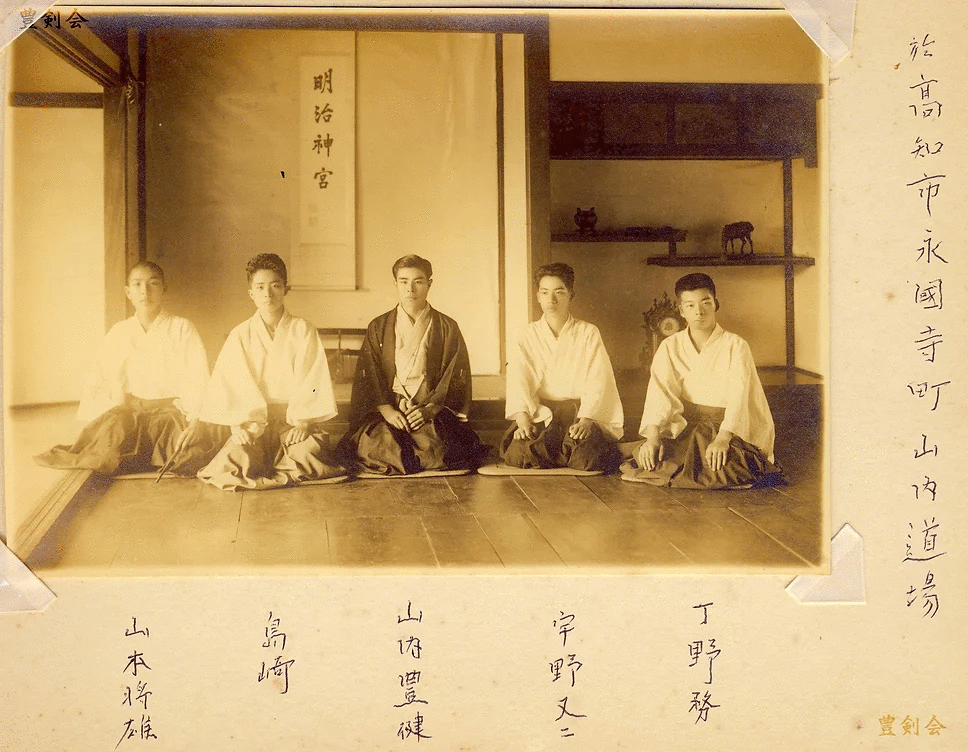 豊剣会
明治神宮
於高知市永國寺町山内道場
丁野務
宇野又二
山内豊健
島崎
山本将雄
豊剣会